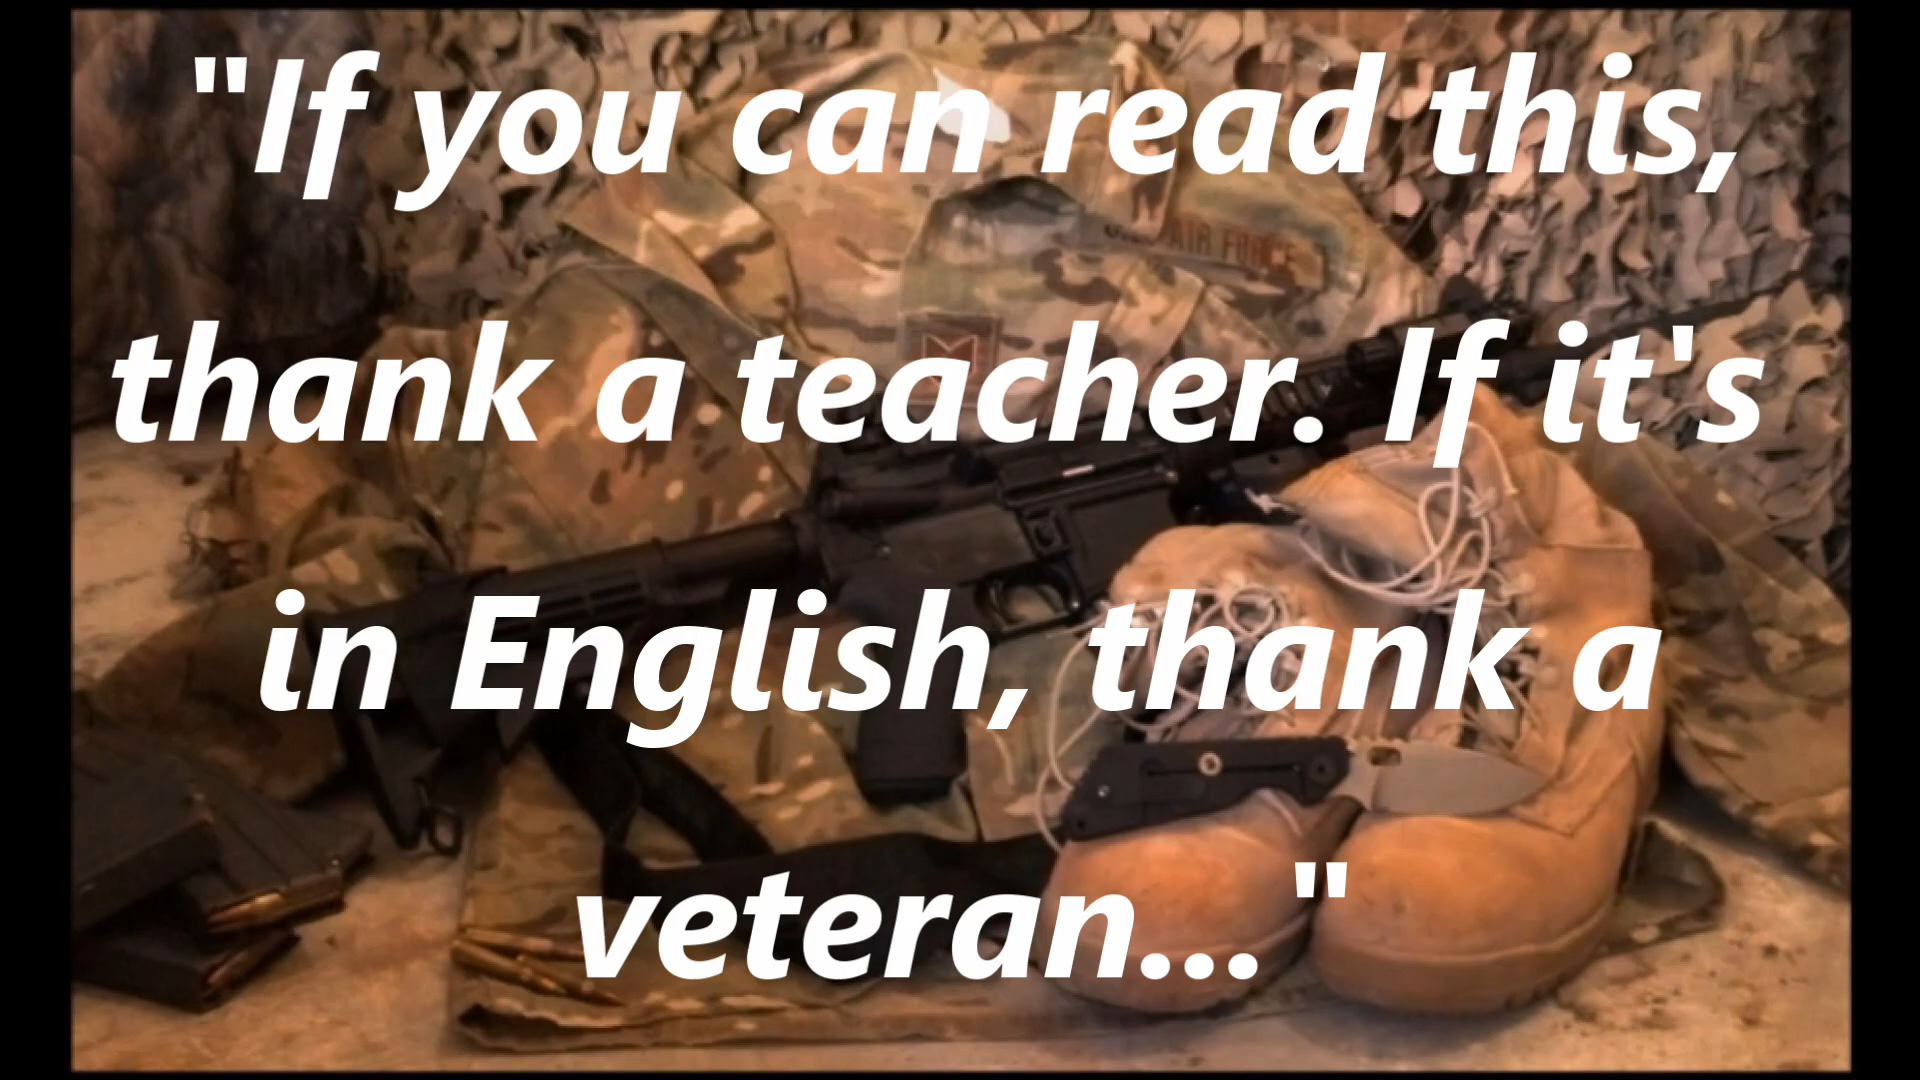 "If you can read this,
thank a teacher. If it's
in English, thank a
veteran..."
AIR FORCE